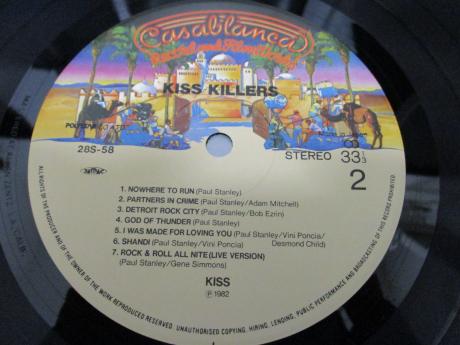 Casablanca
Record and FilmWorks
KISS KILLERS
28S-58
STEREO 33 1/3
2
1. NOWHERE TO RUN (Paul Stanley)
2. PARTNERS IN CRIME (Paul Stanley/Adam Mitchell)
3. DETROIT ROCK CITY (Paul Stanley/Bob Ezrin)
4. GOD OF THUNDER (Paul Stanley)
5. I WAS MADE FOR LOVING YOU (Paul Stanley/Vini Poncia/
Desmond Child)
6. SHANDI (Paul Stanley/Vini Poncia)
7. ROCK & ROLL ALL NITE (LIVE VERSION)
(Paul Stanley/Gene Simmons)
KISS
℗ 1982
ALL RIGHTS OF THE PRODUCER AND OF THE OWNER OF THE WORK REPRODUCED RESERVED. UNAUTHORISED COPYING, HIRING, LENDING, PUBLIC PERFORMANCE AND BROADCASTING OF THIS RECORD PROHIBITED